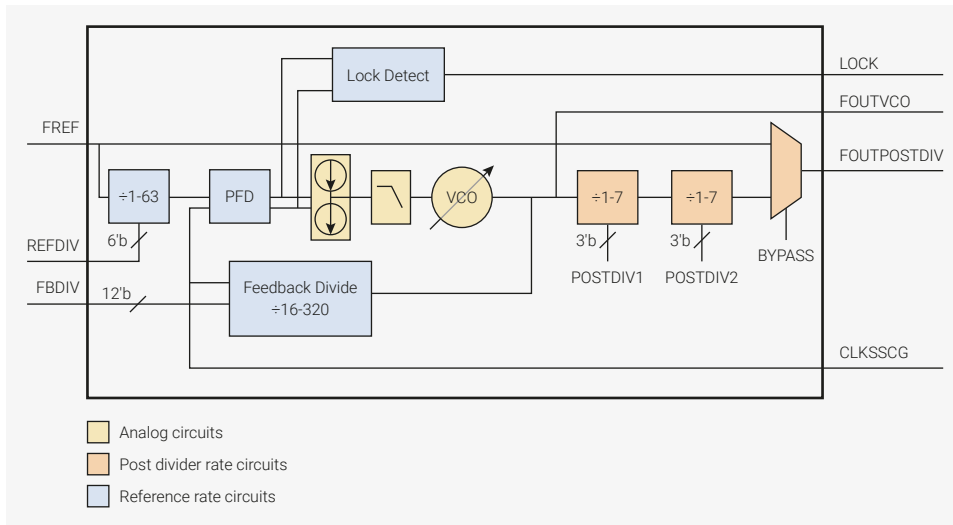 LOCK
Lock Detect
FOUTVCO
FREF
FOUTPOSTDIV
÷1-63
PFD
VCO
÷1-7
÷1-7
6'b
3'b
3'b
REFDIV
BYPASS
POSTDIV1
POSTDIV2
FBDIV
12'b
Feedback Divide
÷16-320
CLKSSCG
Analog circuits
Post divider rate circuits
Reference rate circuits